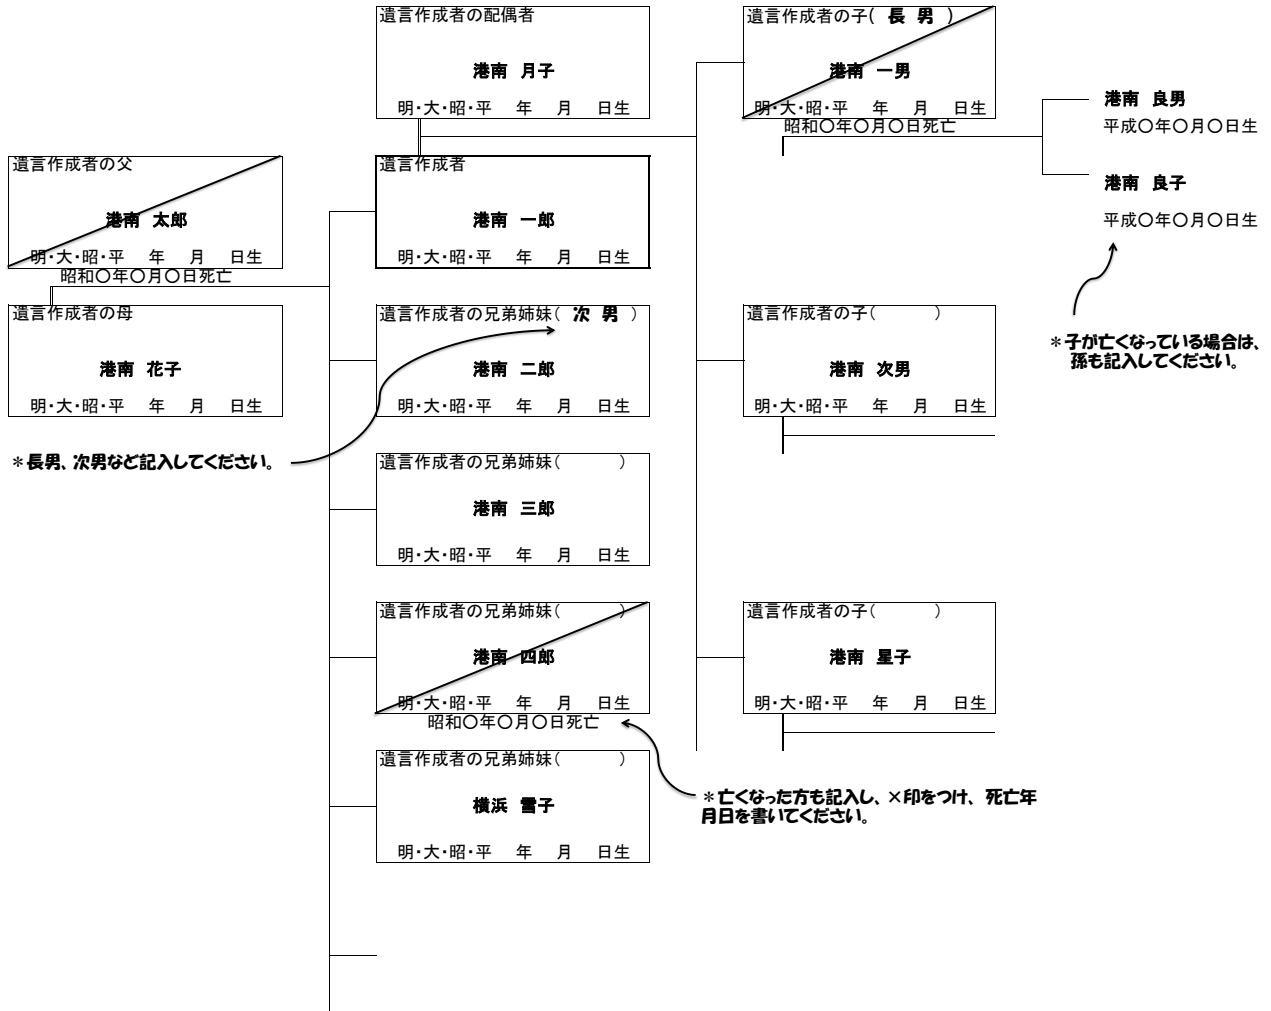 遺言作成者の配偶者
港南 月子
明・大・昭・平 年 月 日生
遺言作成者の子( 長 男 )
港南 一男
明・大・昭・平 年 月 日生
昭和〇年〇月〇日死亡
港南 良男
平成〇年〇月〇日生
港南 良子
平成〇年〇月〇日生
*子が亡くなっている場合は、
孫も記入してください。
遺言作成者の父
港南 太郎
明・大・昭・平 年 月 日生
昭和〇年〇月〇日死亡
遺言作成者
港南 一郎
明・大・昭・平 年 月 日生
遺言作成者の母
港南 花子
明・大・昭・平 年 月 日生
遺言作成者の兄弟姉妹( 次 男 )
港南 二郎
明・大・昭・平 年 月 日生
遺言作成者の子( )
港南 次男
明・大・昭・平 年 月 日生
*長男、次男など記入してください。
遺言作成者の兄弟姉妹( )
港南 三郎
明・大・昭・平 年 月 日生
遺言作成者の兄弟姉妹( )
港南 四郎
明・大・昭・平 年 月 日生
昭和〇年〇月〇日死亡
遺言作成者の子( )
港南 星子
明・大・昭・平 年 月 日生
遺言作成者の兄弟姉妹( )
横浜 雪子
明・大・昭・平 年 月 日生
*亡くなった方も記入し、×印をつけ、死亡年
月日を書いてください。